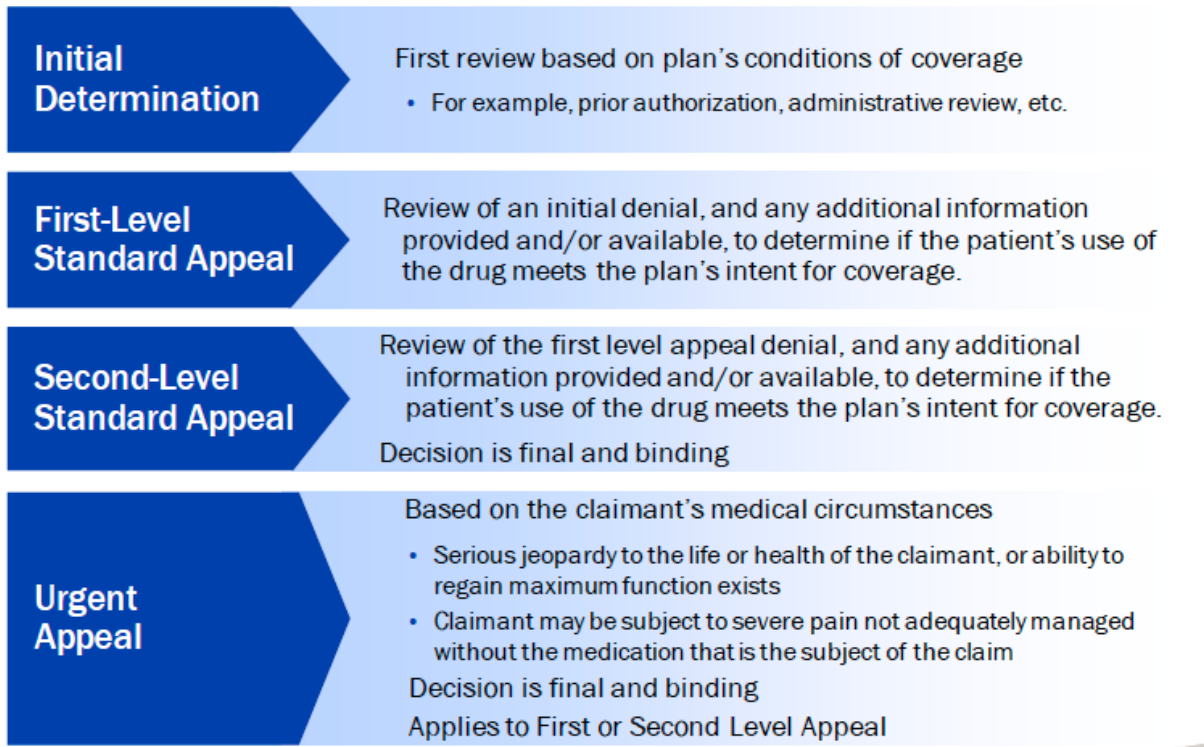 Initial
Determination
First review based on plan's conditions of coverage
• For example, prior authorization, administrative review, etc.
First-Level
Standard Appeal
Review of an initial denial, and any additional information
provided and/or available, to determine if the patient's use of
the drug meets the plan's intent for coverage.
Second-Level
Standard Appeal
Review of the first level appeal denial, and any additional
information provided and/or available, to determine if the
patient's use of the drug meets the plan's intent for coverage.
Decision is final and binding
Urgent
Appeal
Based on the claimant's medical circumstances
• Serious jeopardy to the life or health of the claimant, or ability to
regain maximum function exists
• Claimant may be subject to severe pain not adequately managed
without the medication that is the subject of the claim
Decision is final and binding
Applies to First or Second Level Appeal